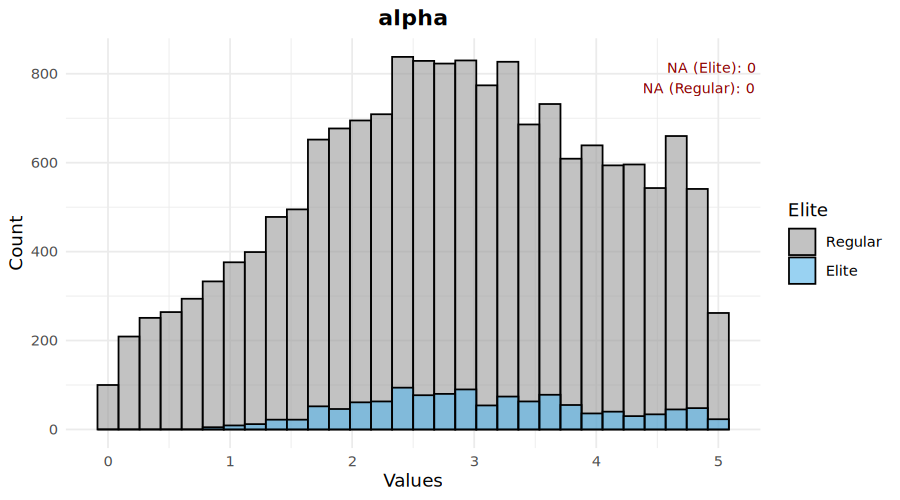 alpha
NA (Elite): 0
NA (Regular): 0
800
600
400
200
0
0 1 2 3 4 5
Values
Count
Elite
Regular
Elite